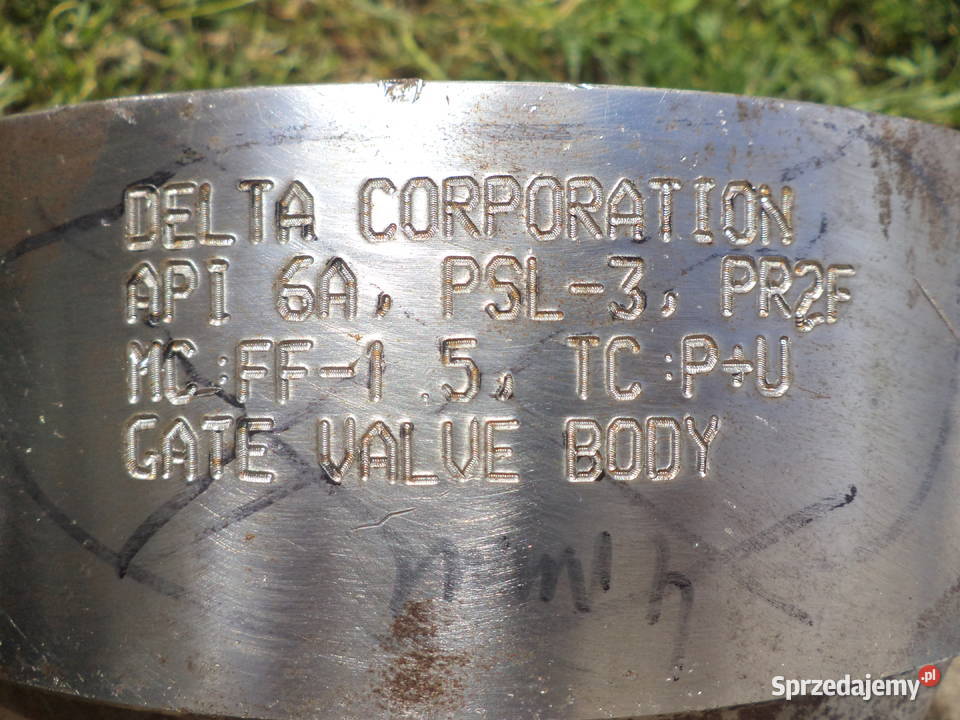 DELTA CORPORATION
API 6A, PSL-3, PR2F
MC:FF-1.5, TC:P+U
GATE VALVE BODY
Sprzedajemy.pl